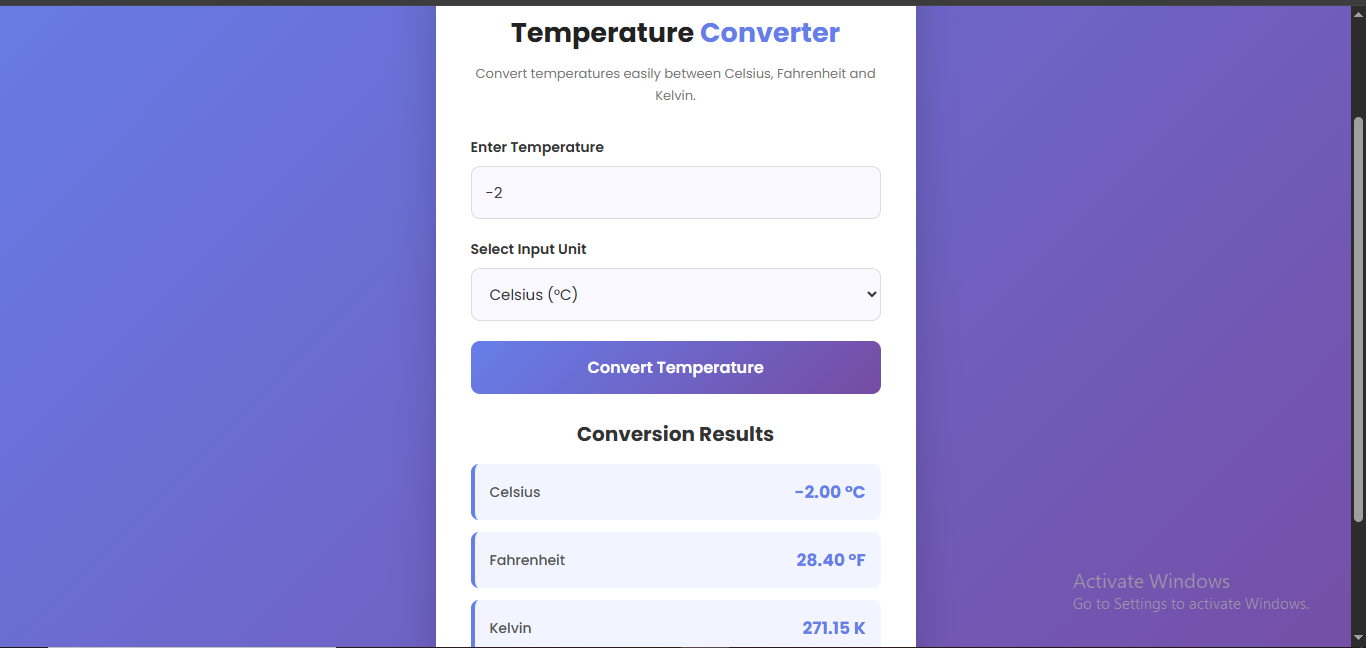 Temperature Converter
Convert temperatures easily between Celsius, Fahrenheit and
Kelvin.
Enter Temperature
-2
Select Input Unit
Celsius (°C)
Convert Temperature
Conversion Results
Celsius
-2.00 °C
Fahrenheit
28.40 °F
Kelvin
271.15 K
Activate Windows
Go to Settings to activate Windows.